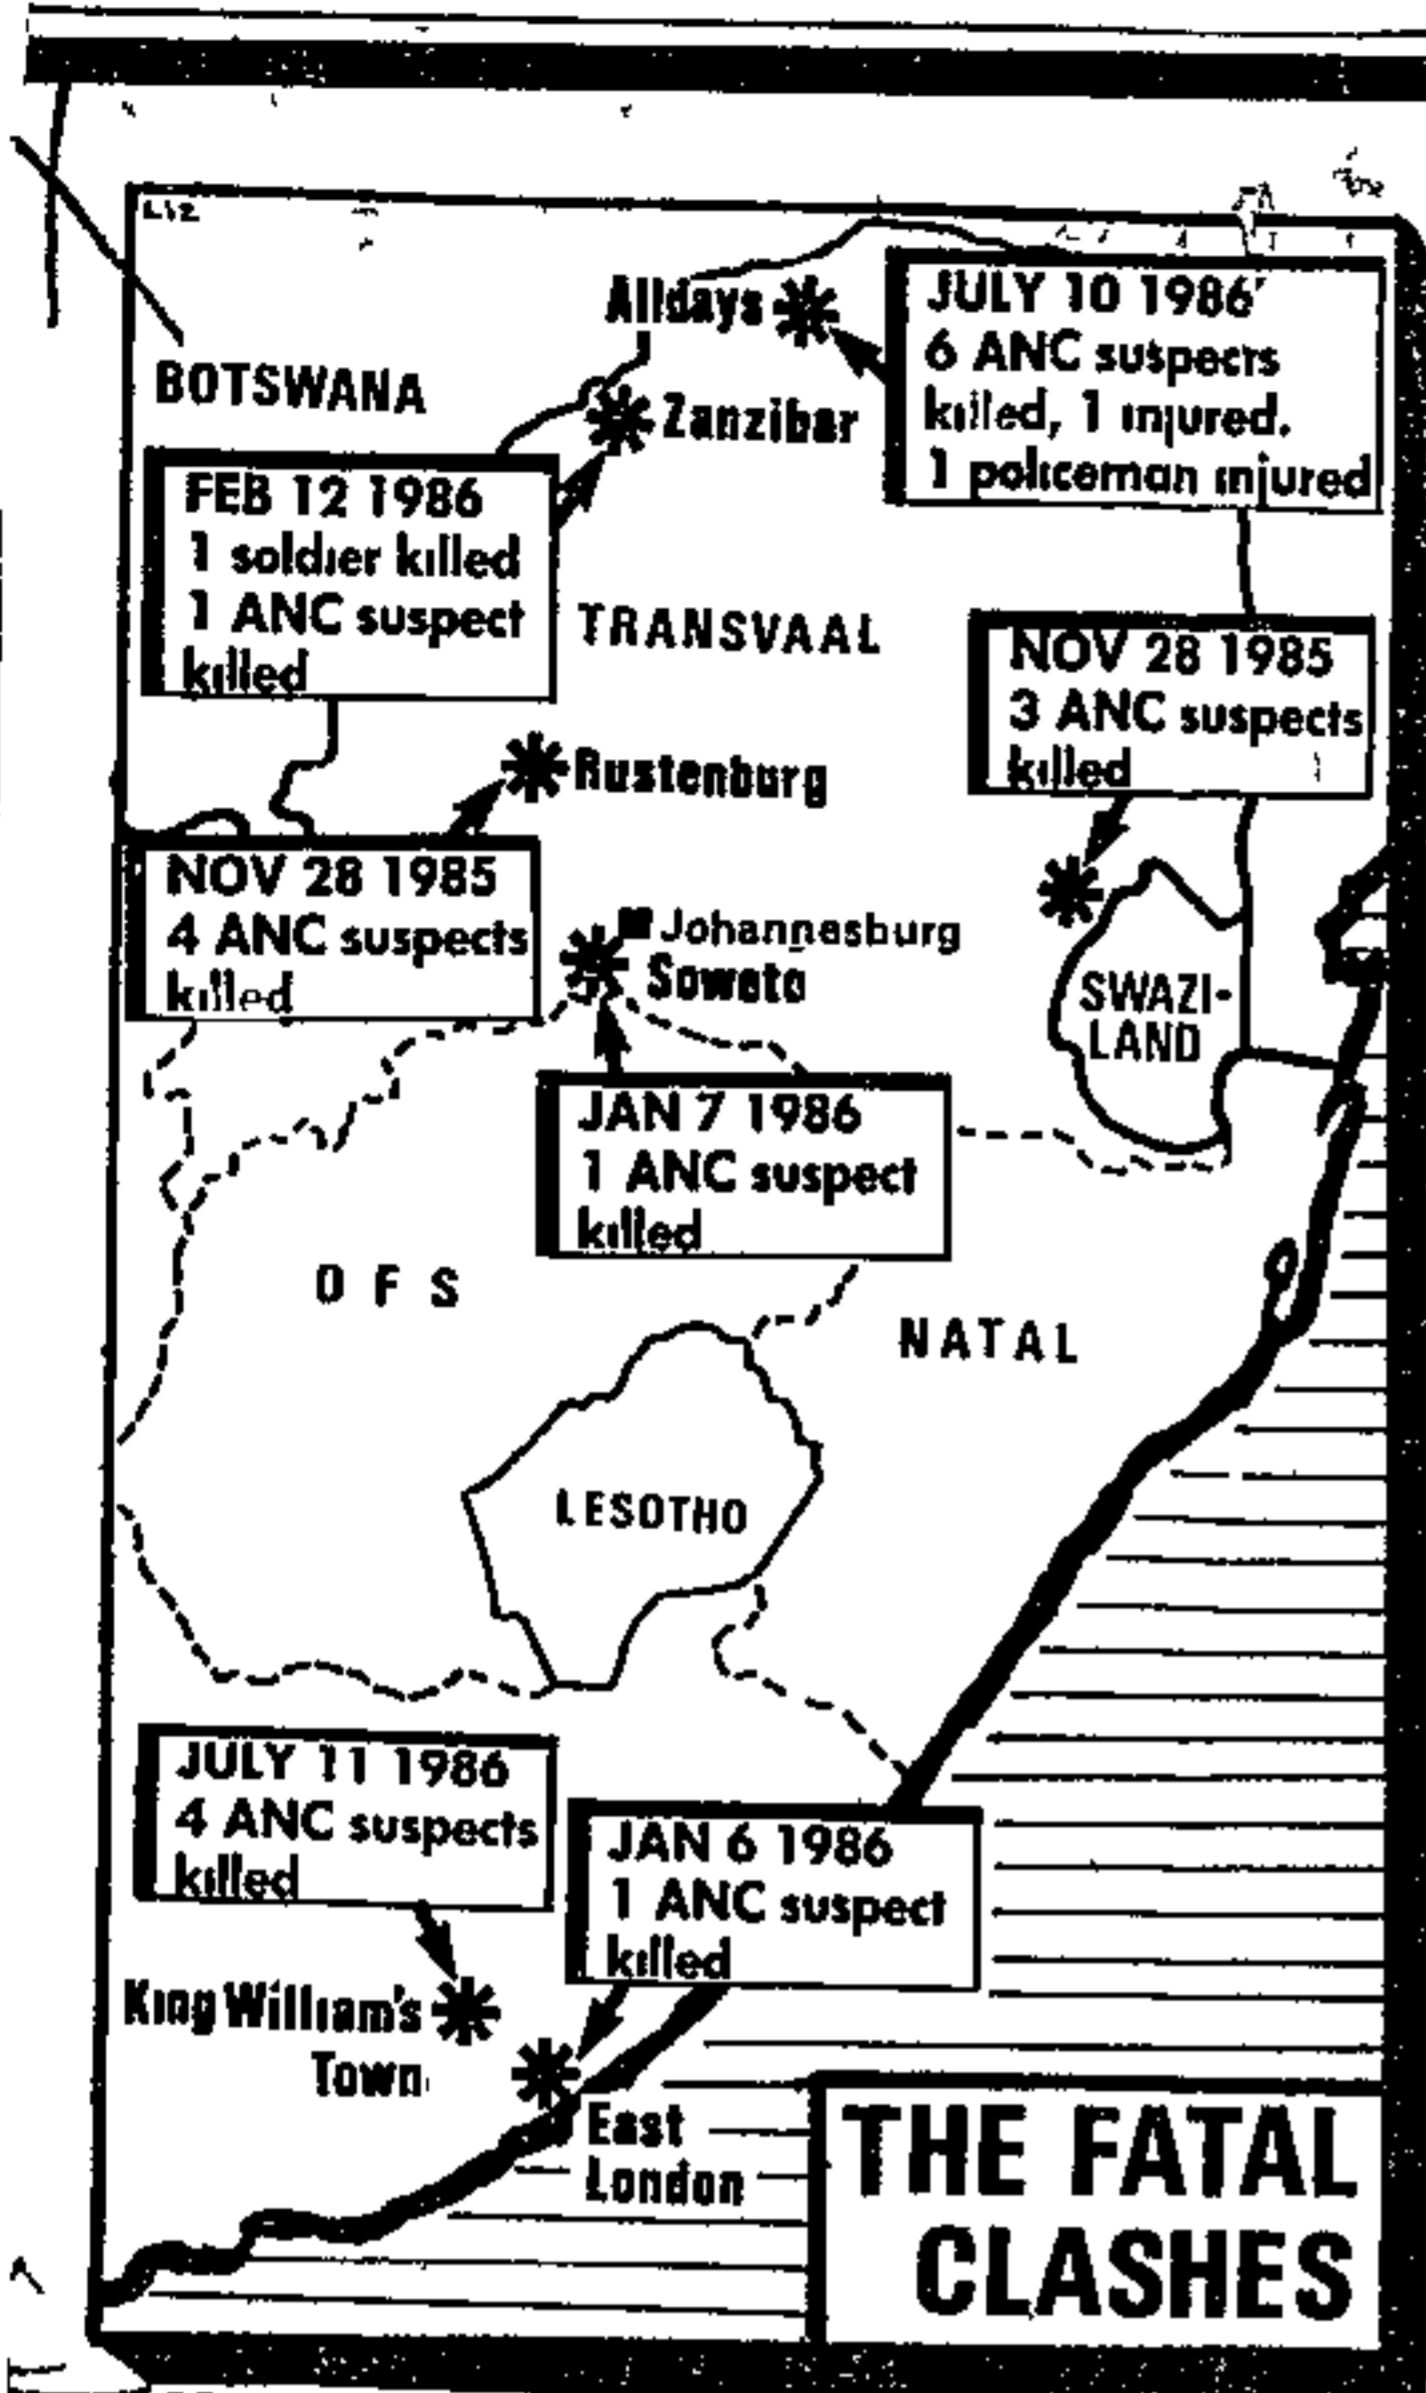 Alldays
JULY 10 1986
6 ANC suspects
killed, 1 injured.
1 policeman injured
BOTSWANA
Zanzibar
FEB 12 1986
1 soldier killed
1 ANC suspect
killed
TRANSVAAL
NOV 28 1985
3 ANC suspects
killed
Rustenburg
NOV 28 1985
4 ANC suspects
killed
Johannesburg
Soweto
SWAZI-
LAND
JAN 7 1986
1 ANC suspect
killed
OFS
NATAL
LESOTHO
JULY 11 1986
4 ANC suspects
killed
JAN 6 1986
1 ANC suspect
killed
King William's
Town
East
London
THE FATAL
CLASHES